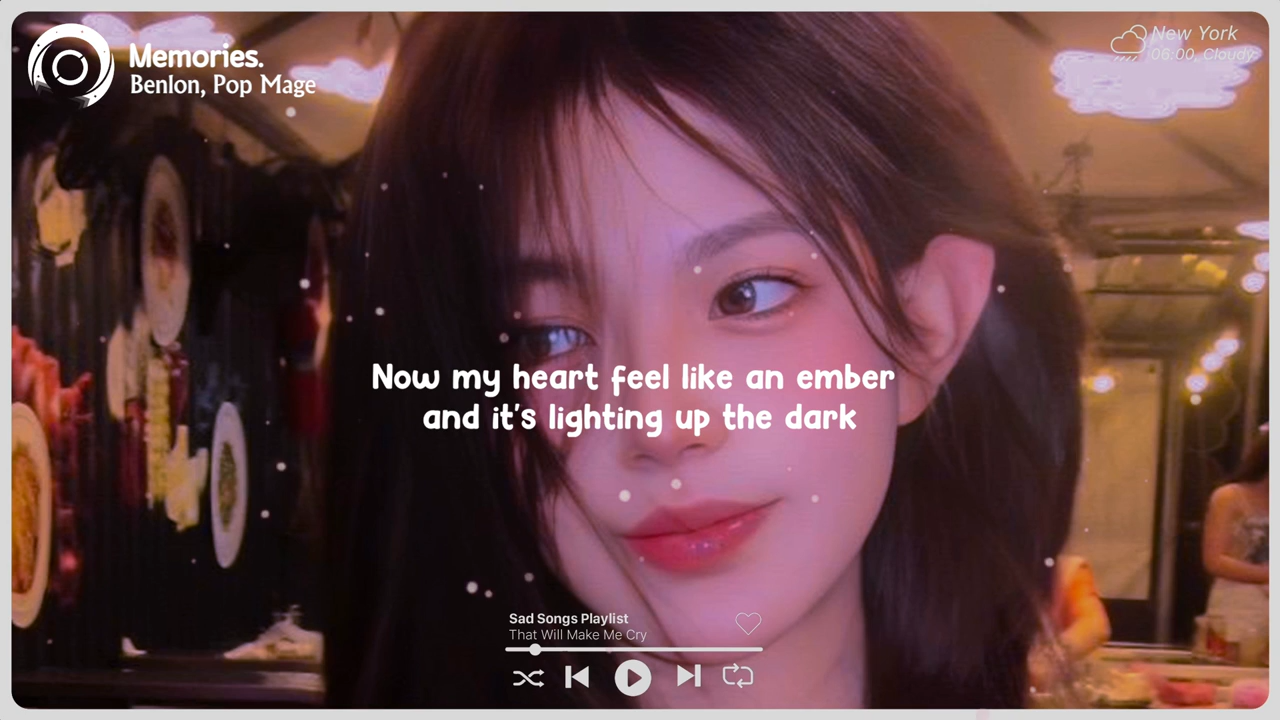 Memories.
Benlon, Pop Mage
New York
06:00, Cloudy
Now my heart feel like an ember
and it's lighting up the dark
Sad Songs Playlist
That Will Make Me Cry